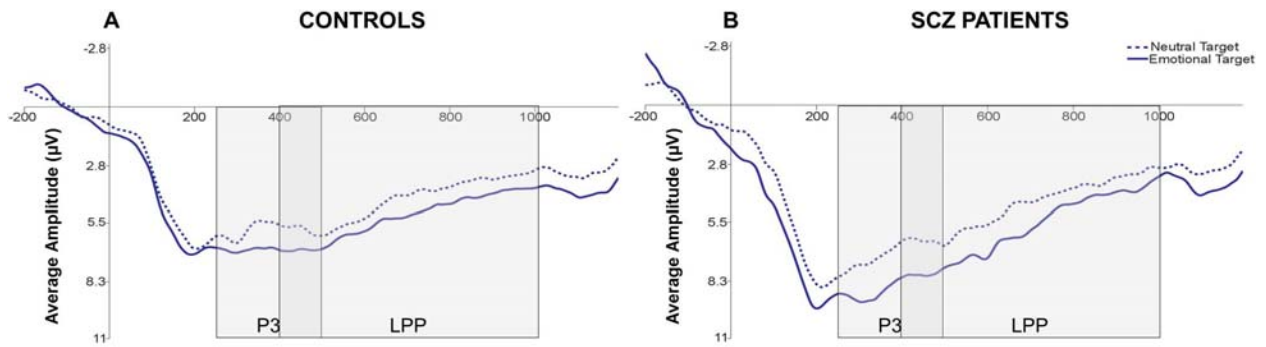 A CONTROLS
-2.8
-200 200 400 600 800 1000
2.8
5.5
8.3
11
Average Amplitude (µV)
P3 LPP
B SCZ PATIENTS
-2.8
Neutral Target
Emotional Target
-200 200 400 600 800 1000
2.8
5.5
8.3
11
Average Amplitude (µV)
P3 LPP